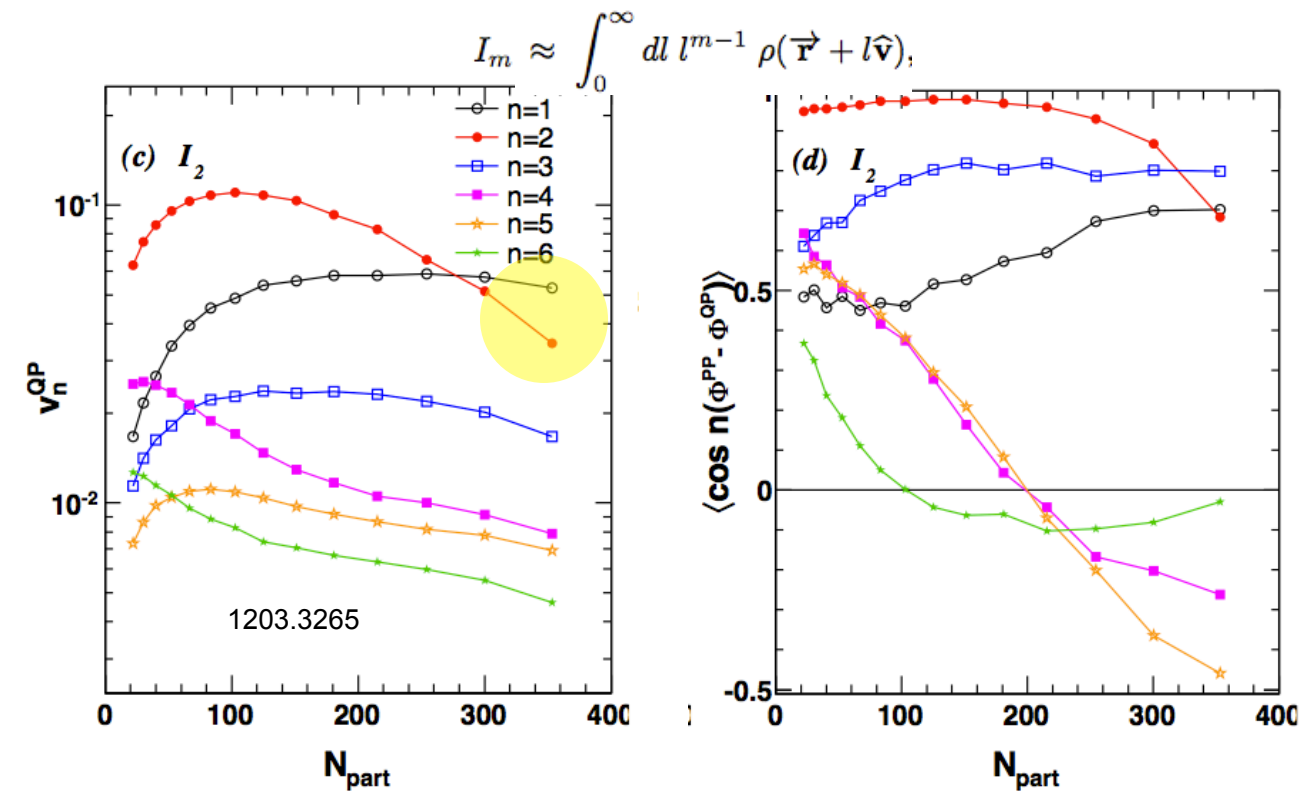 I_m ≈ ∫_0^∞ dl l^{m−1} ρ(r⃗ + l v̂),
(c) I_2
n=1
n=2
n=3
n=4
n=5
n=6
10^{-1}
10^{-2}
v_n^{QP}
1203.3265
0 100 200 300 400
N_part
(d) I_2
0.5
0
-0.5
⟨cos n(Φ^{PP} - Φ^{QP})⟩
0 100 200 300 400
N_part